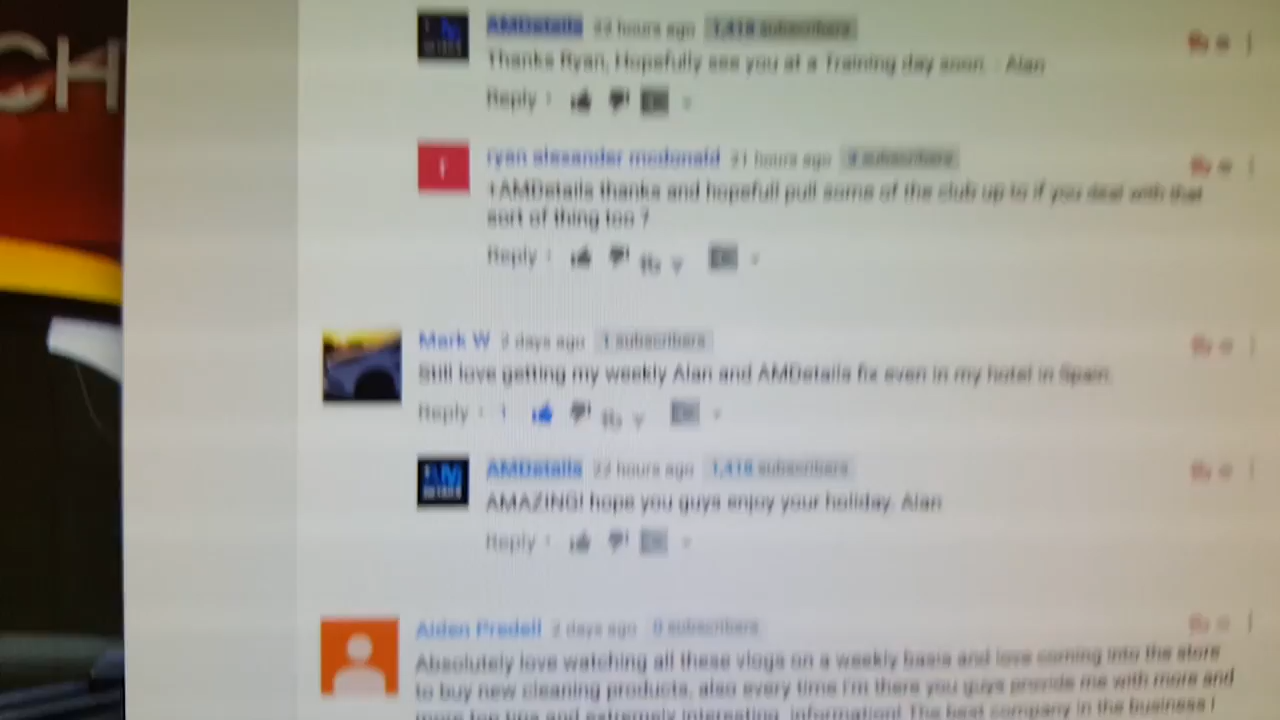 CH
AMDetails 22 hours ago 1,418 subscribers
Thanks Ryan, Hopefully see you at a Training day soon. - Alan
Reply
ryan alexander mcdonald 21 hours ago subscribers
+AMDetails thanks and hopefull pull some of the club up to if you deal with that
sort of thing too ?
Reply
Mark W 2 days ago 1 subscribers
Still love getting my weekly Alan and AMDetails fix even in my hotel in Spain.
Reply 1
AM
AMDetails 22 hours ago 1,418 subscribers
AMAZING! hope you guys enjoy your holiday. Alan
Reply
Aiden Predell 2 days ago 0 subscribers
Absolutely love watching all these vlogs on a weekly basis and love coming into the store
to buy new cleaning products, also every time I'm there you guys provide me with more and
more top tips and extremely interesting information! The best company in the business !